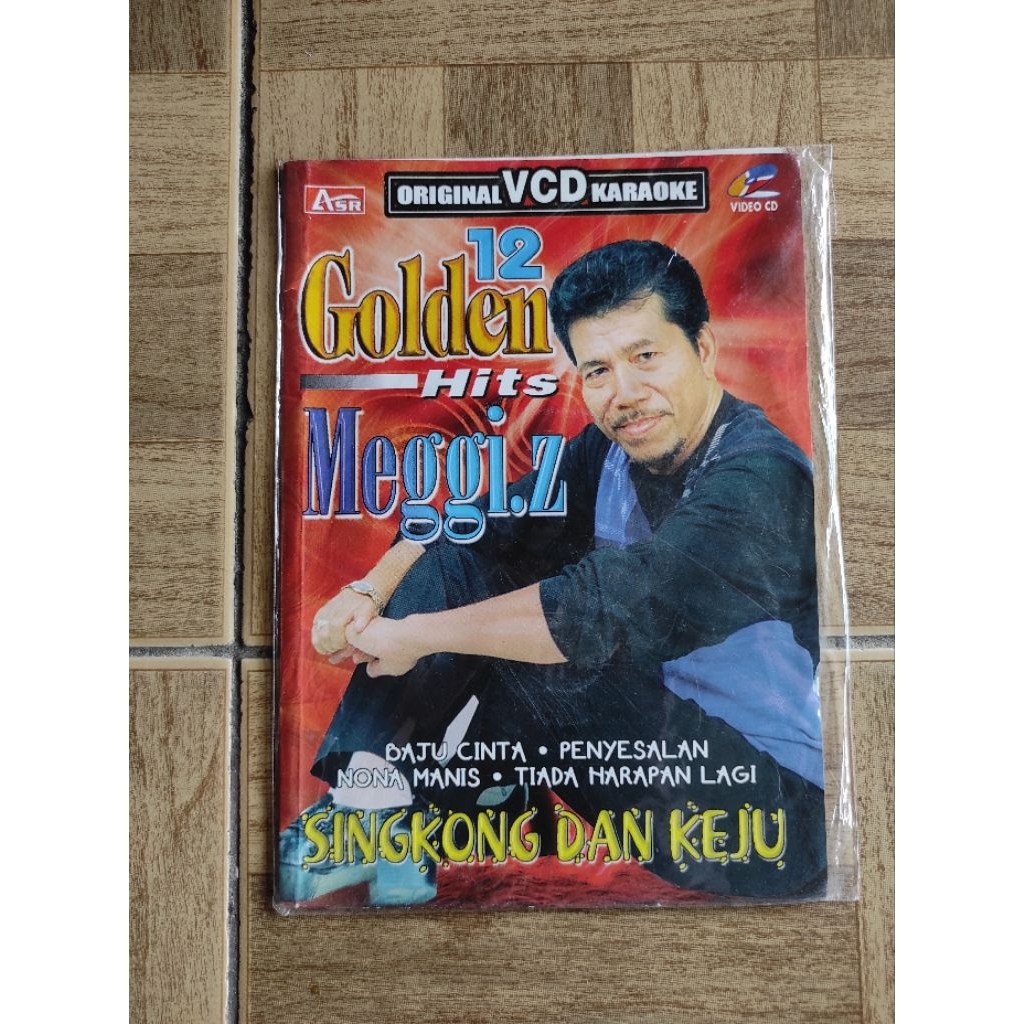 ASR
ORIGINAL VCD KARAOKE
VIDEO CD
12
Golden
Hits
Meggi.z
BAJU CINTA • PENYESALAN
NONA MANIS • TIADA HARAPAN LAGI
SINGKONG DAN KEJU